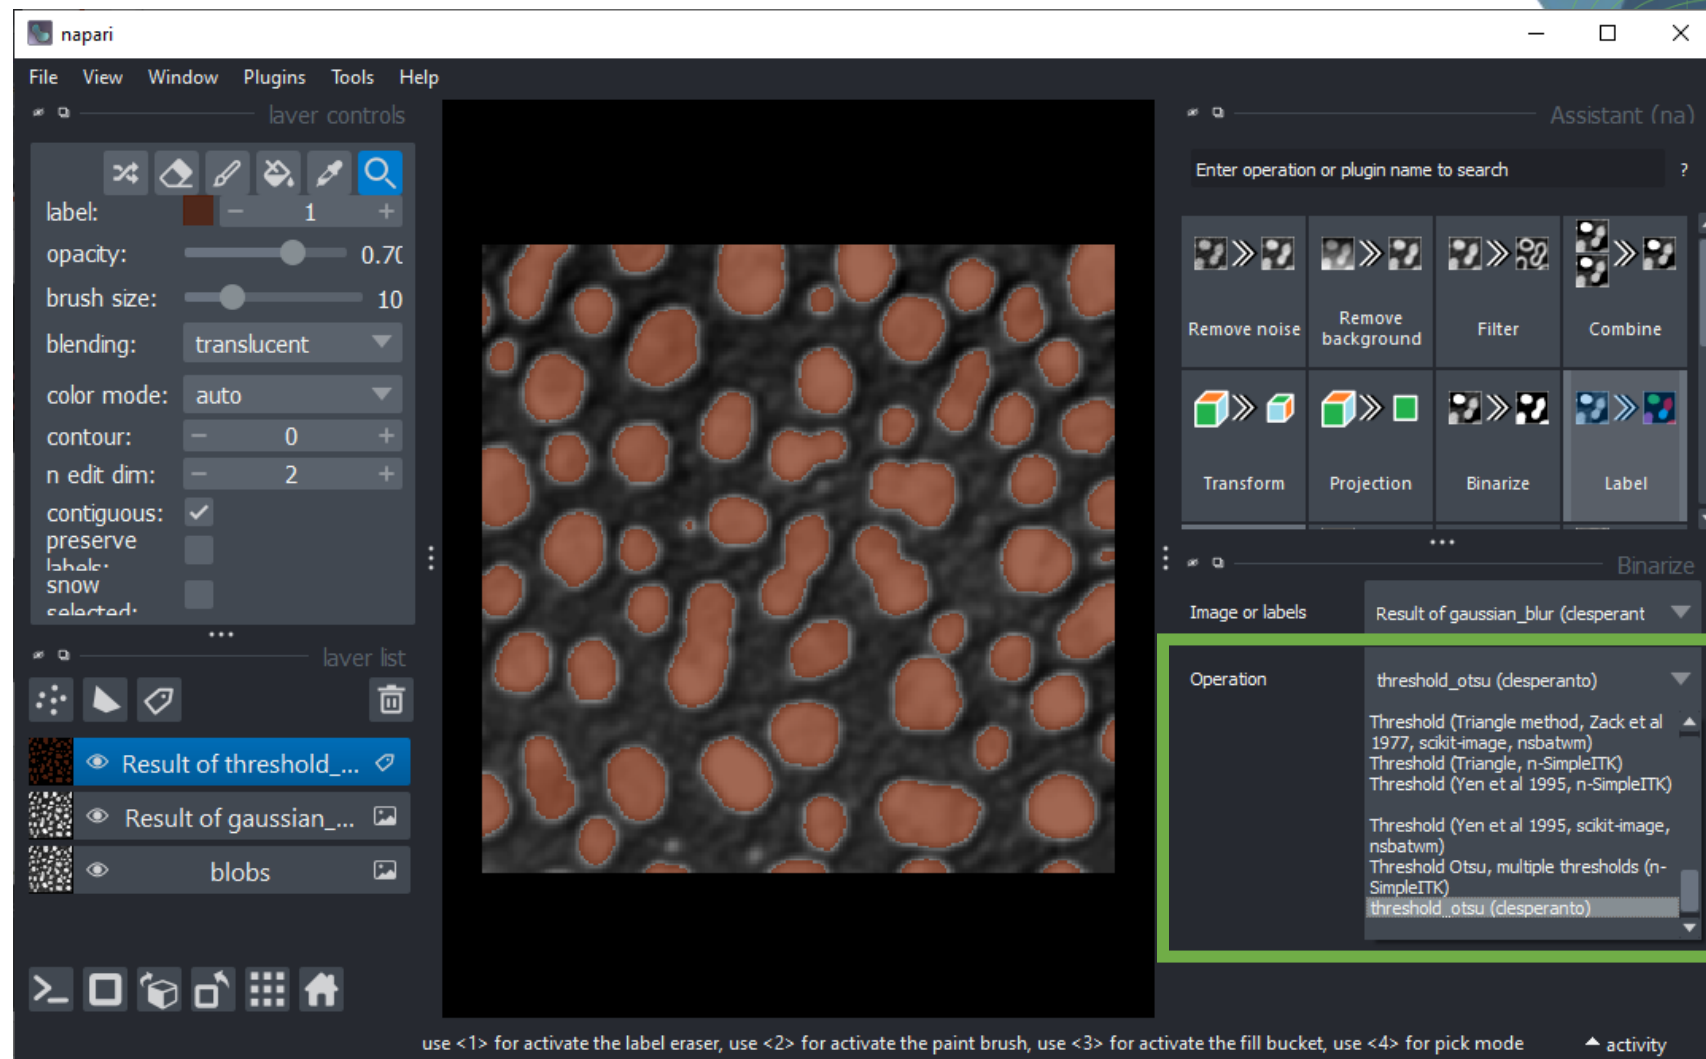 napari
File View Window Plugins Tools Help
layer controls
label: 1
opacity: 0.70
brush size: 10
blending: translucent
color mode: auto
contour: 0
n edit dim: 2
contiguous:
preserve
labels:
show
selected:
layer list
Result of threshold_...
Result of gaussian_...
blobs
Assistant (na)
Enter operation or plugin name to search ?
Remove noise
Remove
background
Filter
Combine
Transform
Projection
Binarize
Label
Binarize
Image or labels
Result of gaussian_blur (clesperant
Operation
threshold_otsu (clesperanto)
Threshold (Triangle method, Zack et al
1977, scikit-image, nsbatwm)
Threshold (Triangle, n-SimpleITK)
Threshold (Yen et al 1995, n-SimpleITK)
Threshold (Yen et al 1995, scikit-image,
nsbatwm)
Threshold Otsu, multiple thresholds (n-
SimpleITK)
threshold_otsu (clesperanto)
use <1> for activate the label eraser, use <2> for activate the paint brush, use <3> for activate the fill bucket, use <4> for pick mode
activity